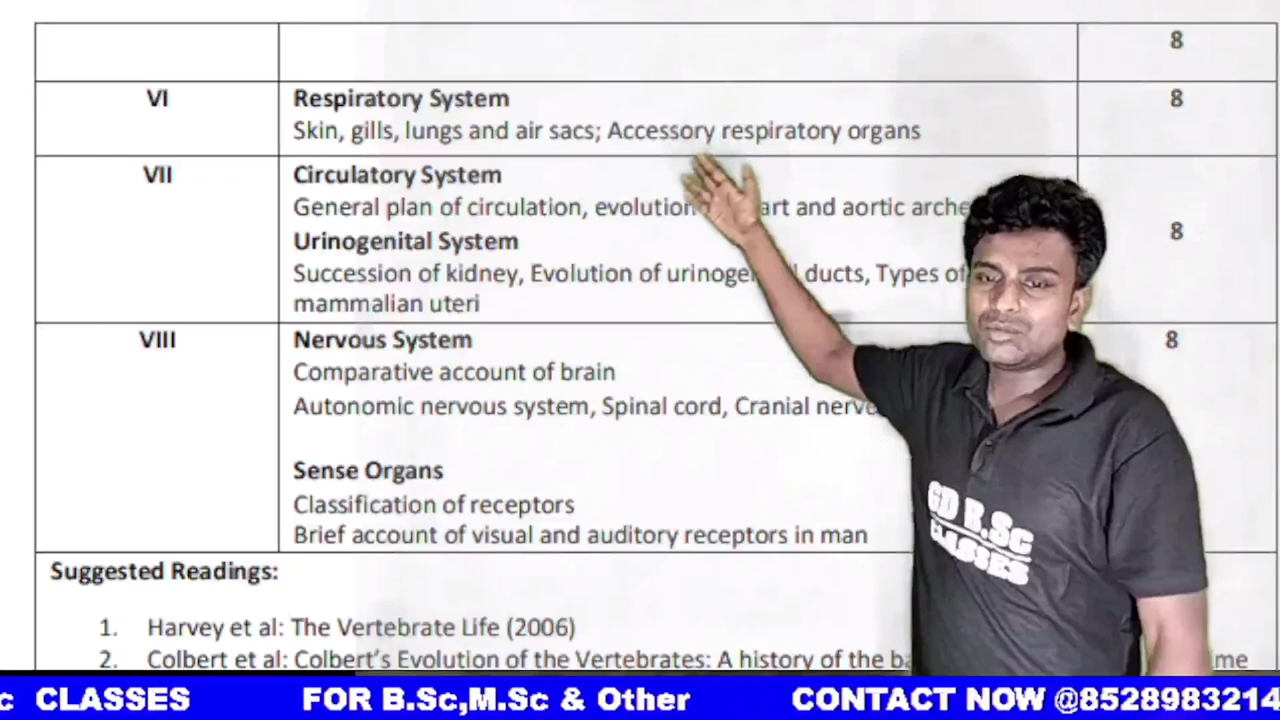 8
VI Respiratory System 8
Skin, gills, lungs and air sacs; Accessory respiratory organs
VII Circulatory System
General plan of circulation, evolution art and aortic arche
Urinogenital System 8
Succession of kidney, Evolution of urinoge ducts, Types of
mammalian uteri
VIII Nervous System 8
Comparative account of brain
Autonomic nervous system, Spinal cord, Cranial nerve
Sense Organs
Classification of receptors
Brief account of visual and auditory receptors in man
Suggested Readings:
1. Harvey et al: The Vertebrate Life (2006)
2. Colbert et al: Colbert's Evolution of the Vertebrates: A history of the ba me
GD B.Sc
CLASSES
c CLASSES FOR B.Sc,M.Sc & Other CONTACT NOW @8528983214